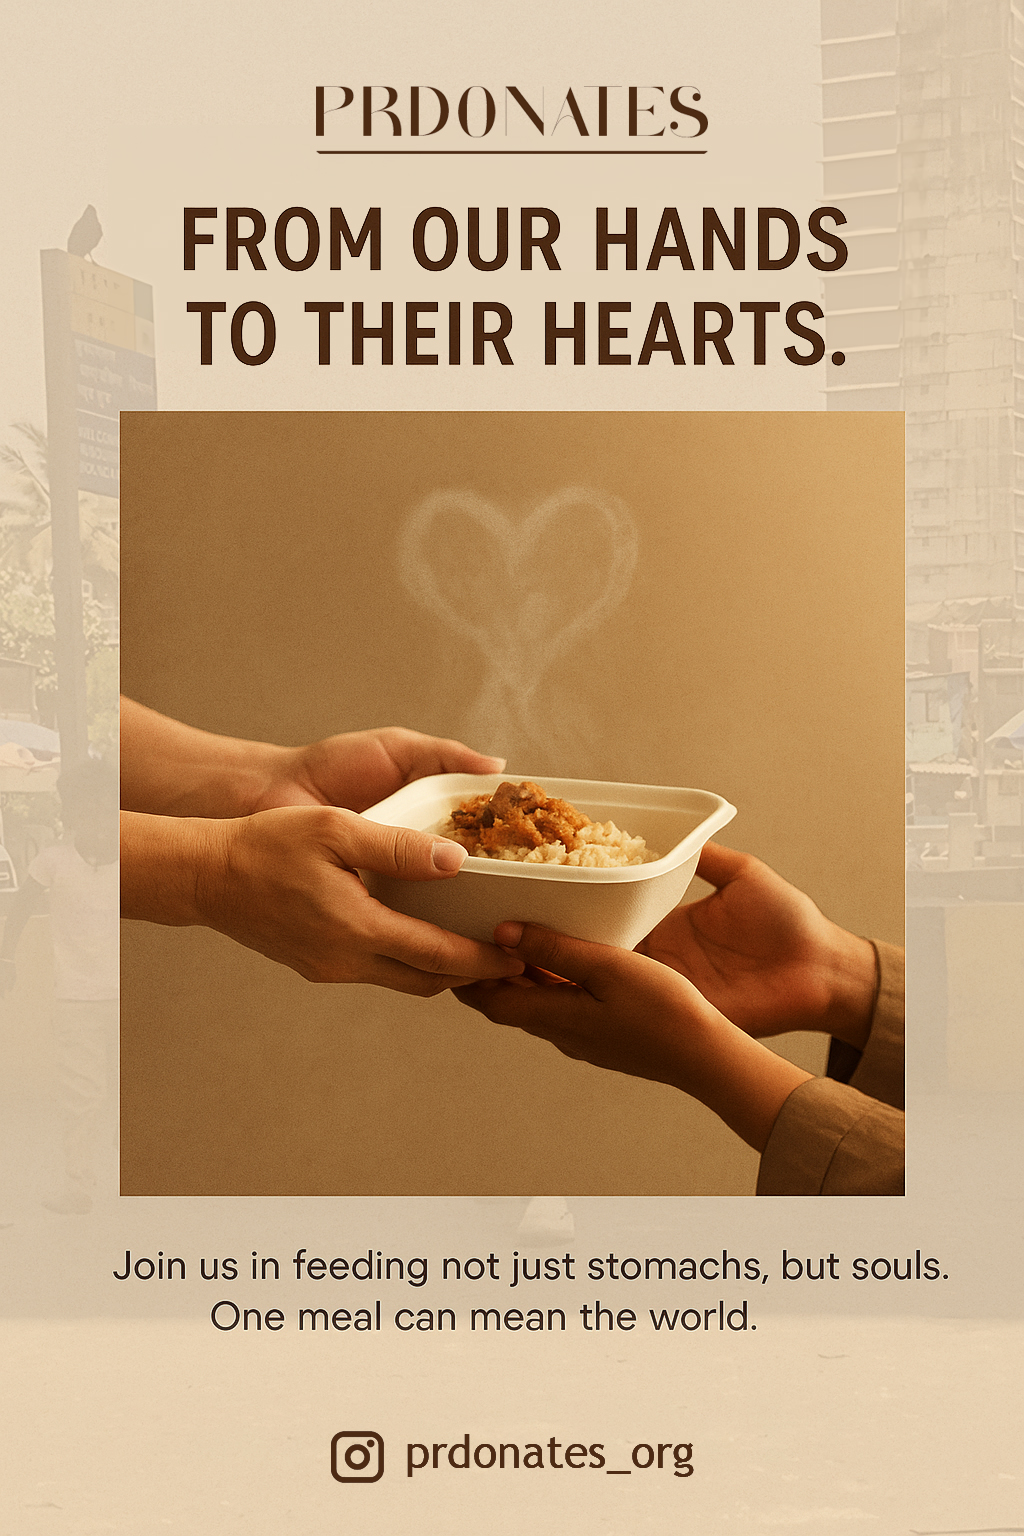 PRDONATES
FROM OUR HANDS
TO THEIR HEARTS.
Join us in feeding not just stomachs, but souls.
One meal can mean the world.
prdonates_org